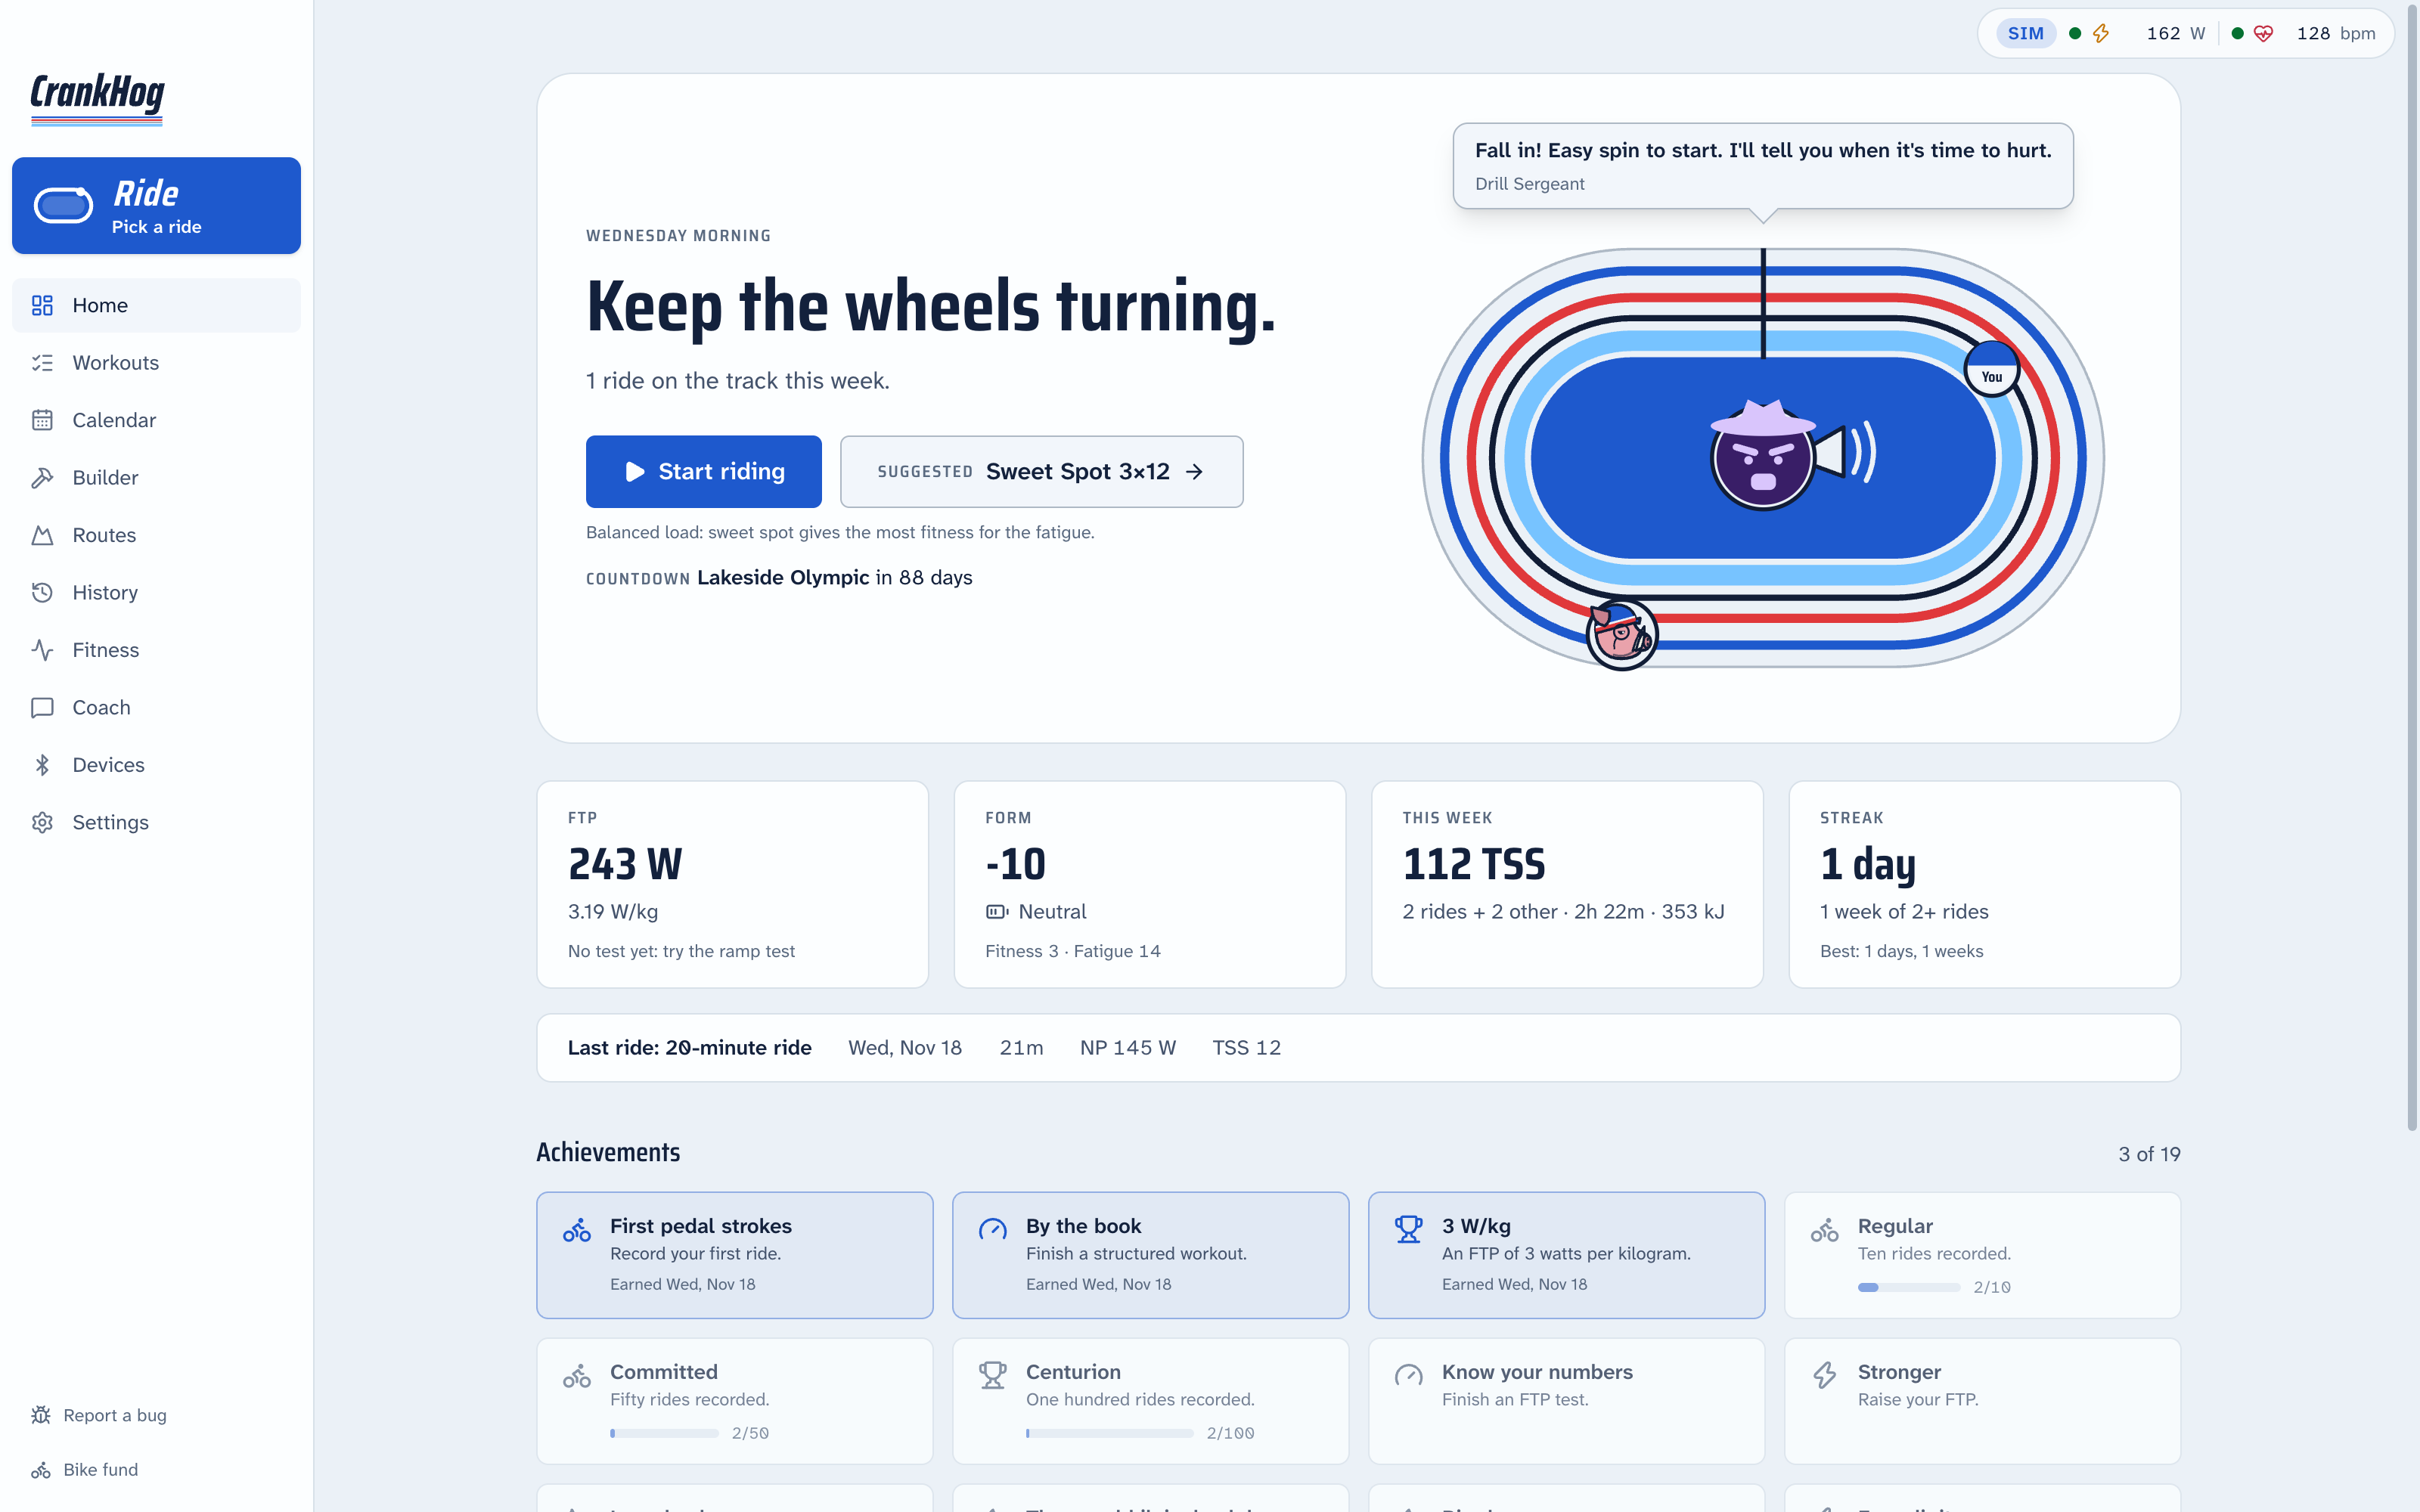 SIM 162 W 128 bpm
CrankHog
Ride
Pick a ride
Home
Workouts
Calendar
Builder
Routes
History
Fitness
Coach
Devices
Settings
Report a bug
Bike fund
WEDNESDAY MORNING
Keep the wheels turning.
1 ride on the track this week.
Start riding
SUGGESTED Sweet Spot 3×12 →
Balanced load: sweet spot gives the most fitness for the fatigue.
COUNTDOWN Lakeside Olympic in 88 days
Fall in! Easy spin to start. I'll tell you when it's time to hurt.
Drill Sergeant
You
FTP
243 W
3.19 W/kg
No test yet: try the ramp test
FORM
-10
Neutral
Fitness 3 · Fatigue 14
THIS WEEK
112 TSS
2 rides + 2 other · 2h 22m · 353 kJ
STREAK
1 day
1 week of 2+ rides
Best: 1 days, 1 weeks
Last ride: 20-minute ride Wed, Nov 18 21m NP 145 W TSS 12
Achievements 3 of 19
First pedal strokes
Record your first ride.
Earned Wed, Nov 18
By the book
Finish a structured workout.
Earned Wed, Nov 18
3 W/kg
An FTP of 3 watts per kilogram.
Earned Wed, Nov 18
Regular
Ten rides recorded.
2/10
Committed
Fifty rides recorded.
2/50
Centurion
One hundred rides recorded.
2/100
Know your numbers
Finish an FTP test.
Stronger
Raise your FTP.